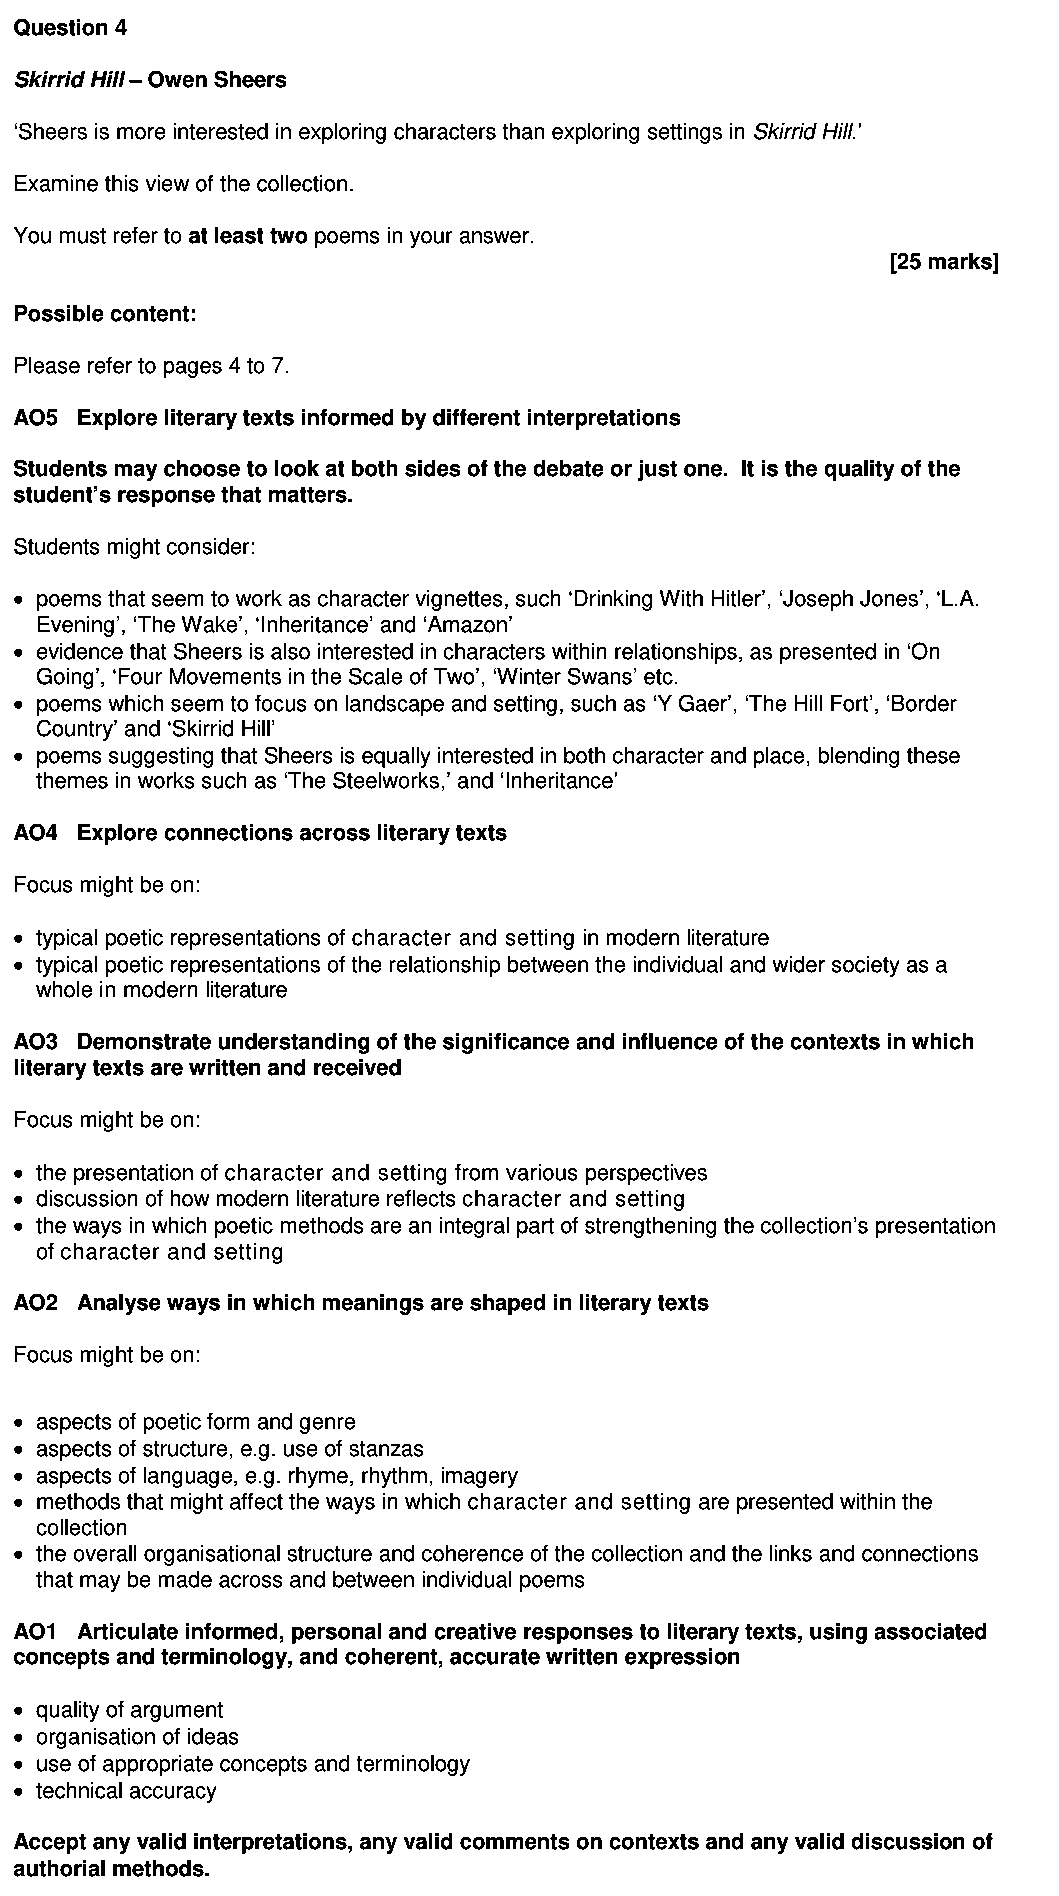 Question 4
Skirrid Hill – Owen Sheers
‘Sheers is more interested in exploring characters than exploring settings in Skirrid Hill.’
Examine this view of the collection.
You must refer to at least two poems in your answer.
[25 marks]
Possible content:
Please refer to pages 4 to 7.
AO5 Explore literary texts informed by different interpretations
Students may choose to look at both sides of the debate or just one. It is the quality of the
student’s response that matters.
Students might consider:
• poems that seem to work as character vignettes, such ‘Drinking With Hitler’, ‘Joseph Jones’, ‘L.A.
Evening’, ‘The Wake’, ‘Inheritance’ and ‘Amazon’
• evidence that Sheers is also interested in characters within relationships, as presented in ‘On
Going’, ‘Four Movements in the Scale of Two’, ‘Winter Swans’ etc.
• poems which seem to focus on landscape and setting, such as ‘Y Gaer’, ‘The Hill Fort’, ‘Border
Country’ and ‘Skirrid Hill’
• poems suggesting that Sheers is equally interested in both character and place, blending these
themes in works such as ‘The Steelworks,’ and ‘Inheritance’
AO4 Explore connections across literary texts
Focus might be on:
• typical poetic representations of character and setting in modern literature
• typical poetic representations of the relationship between the individual and wider society as a
whole in modern literature
AO3 Demonstrate understanding of the significance and influence of the contexts in which
literary texts are written and received
Focus might be on:
• the presentation of character and setting from various perspectives
• discussion of how modern literature reflects character and setting
• the ways in which poetic methods are an integral part of strengthening the collection’s presentation
of character and setting
AO2 Analyse ways in which meanings are shaped in literary texts
Focus might be on:
• aspects of poetic form and genre
• aspects of structure, e.g. use of stanzas
• aspects of language, e.g. rhyme, rhythm, imagery
• methods that might affect the ways in which character and setting are presented within the
collection
• the overall organisational structure and coherence of the collection and the links and connections
that may be made across and between individual poems
AO1 Articulate informed, personal and creative responses to literary texts, using associated
concepts and terminology, and coherent, accurate written expression
• quality of argument
• organisation of ideas
• use of appropriate concepts and terminology
• technical accuracy
Accept any valid interpretations, any valid comments on contexts and any valid discussion of
authorial methods.